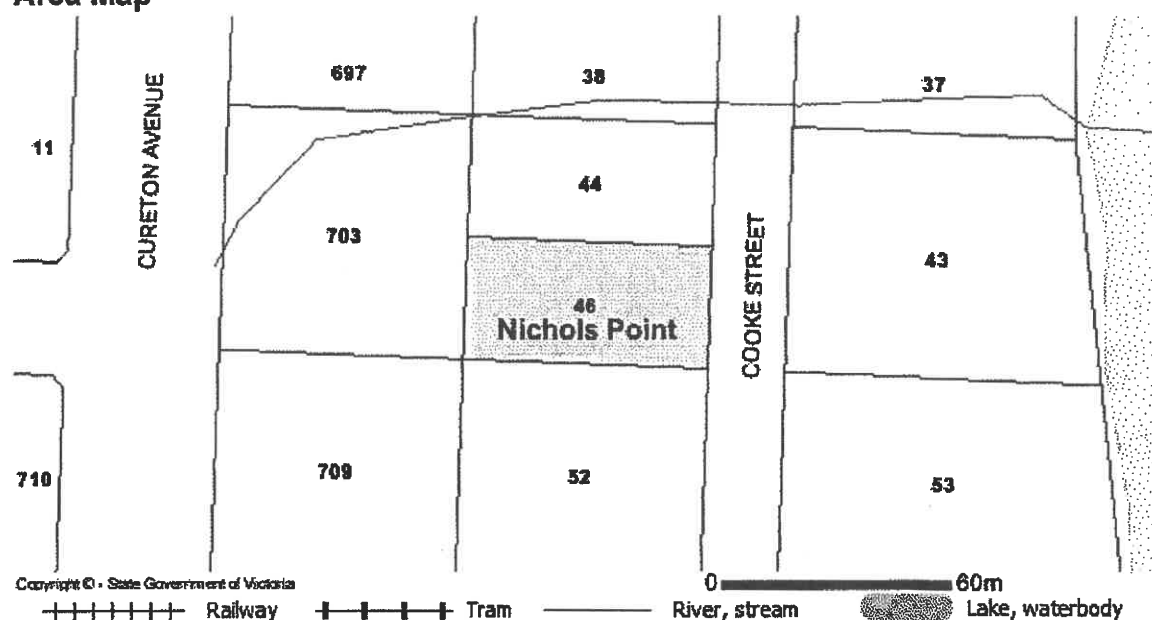 Area Map
697
38
37
11
CURETON AVENUE
44
703
COOKE STREET
43
46
Nichols Point
710
709
52
53
Copyright © - State Government of Victoria
0 60m
Railway
Tram
River, stream
Lake, waterbody